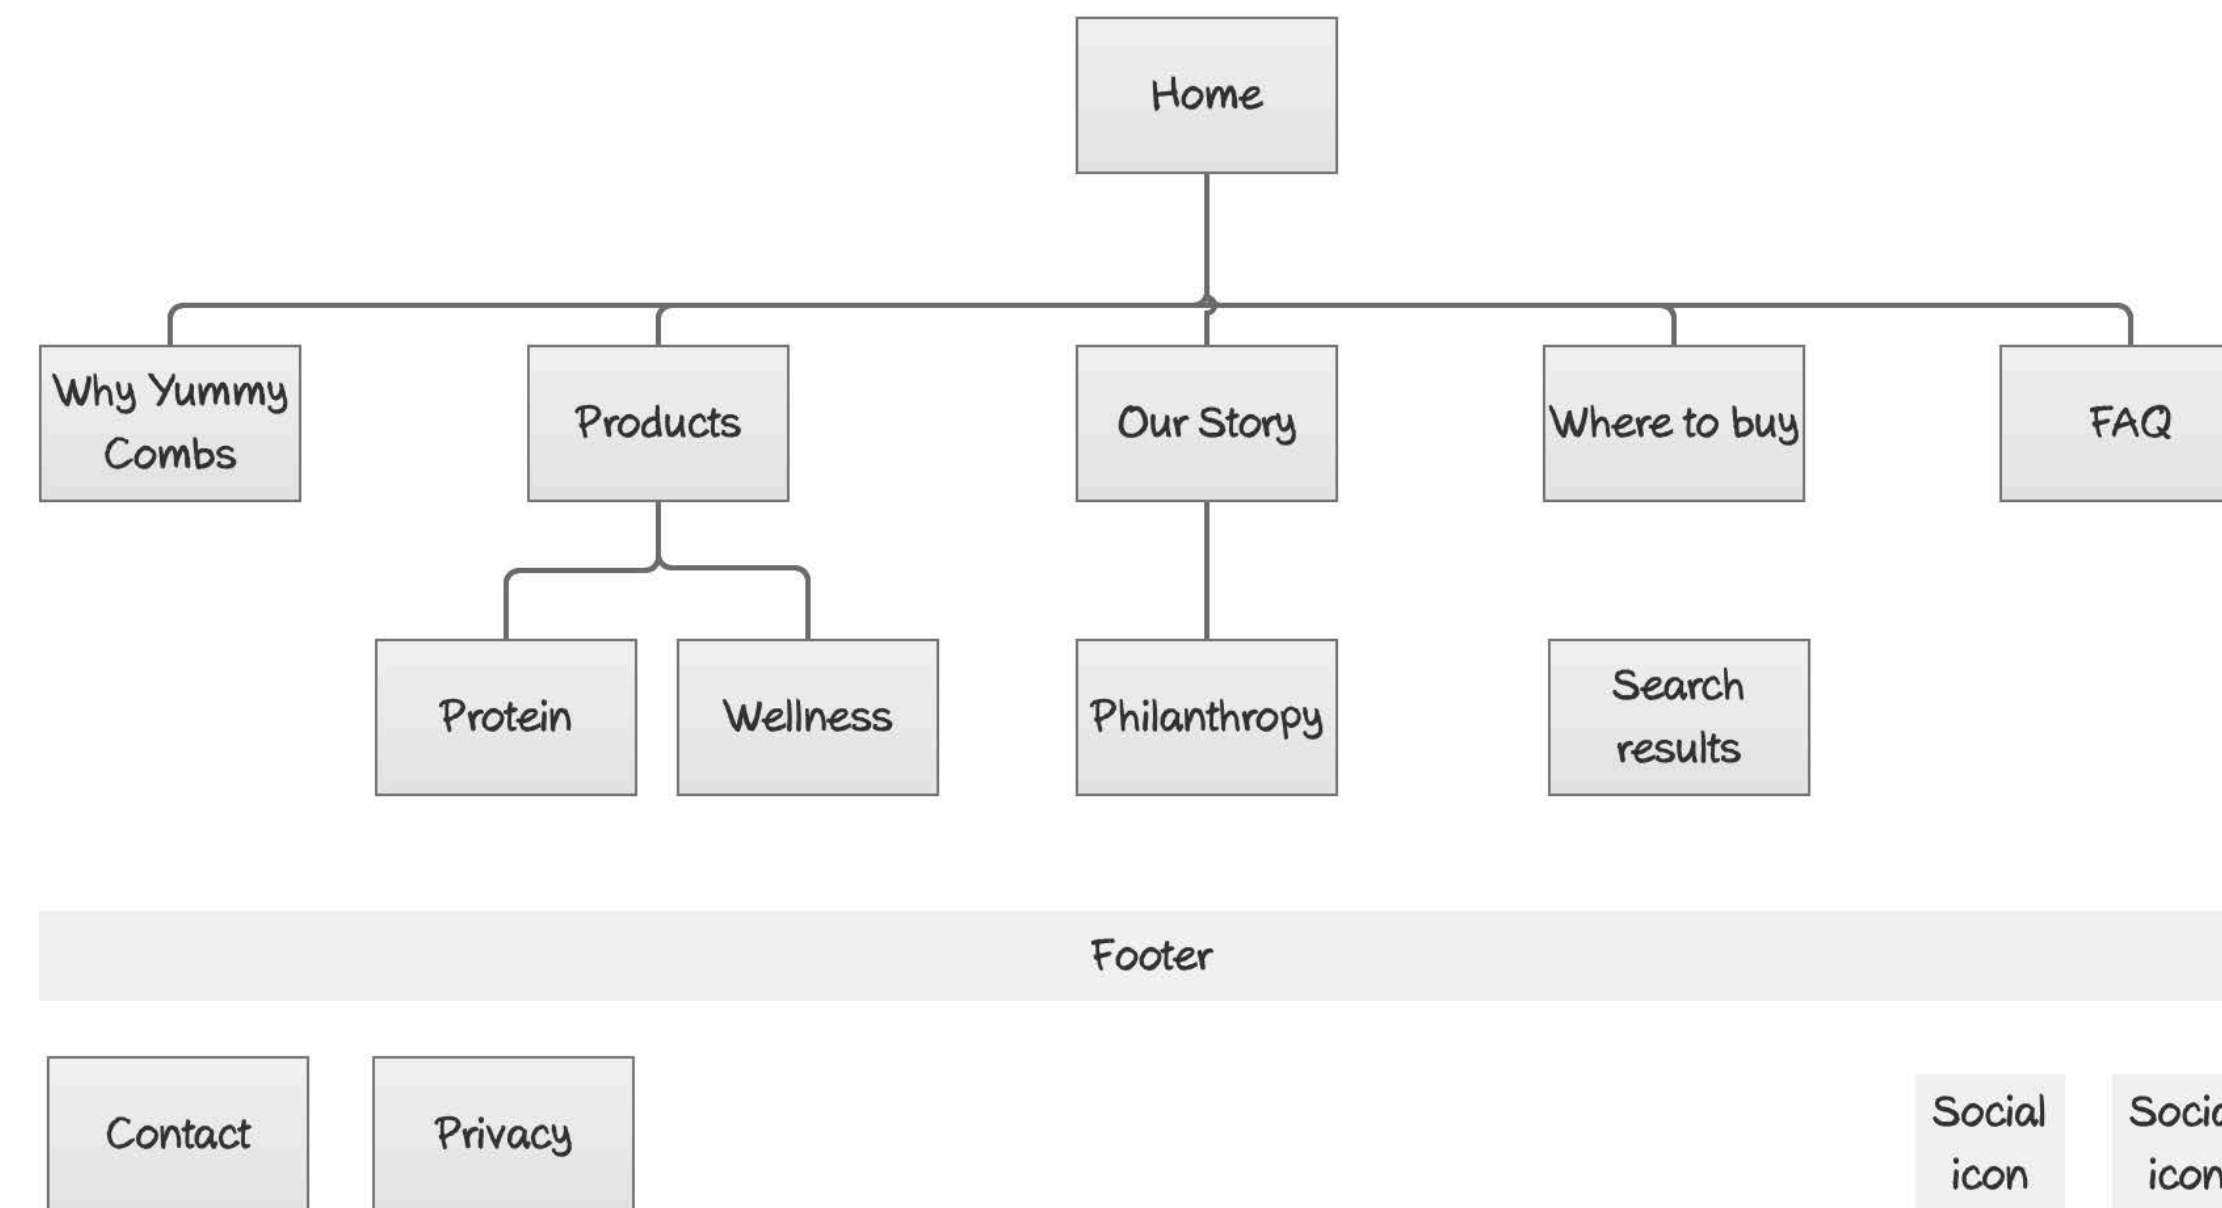 Home
Why Yummy
Combs
Products
Our Story
Where to buy
FAQ
Protein
Wellness
Philanthropy
Search
results
Footer
Contact
Privacy
Social
icon
icon